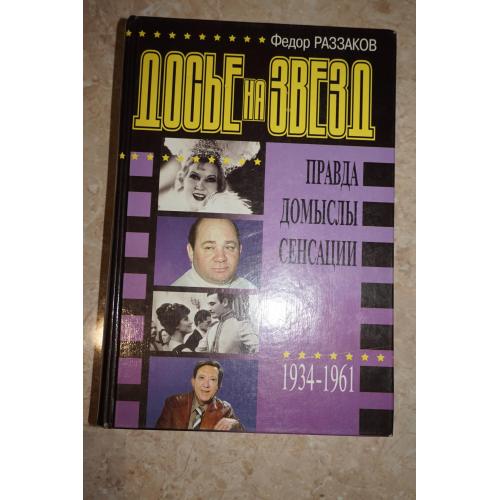 Федор РАЗЗАКОВ
ДОСЬЕ НА ЗВЕЗД
ПРАВДА
ДОМЫСЛЫ
СЕНСАЦИИ
1934-1961